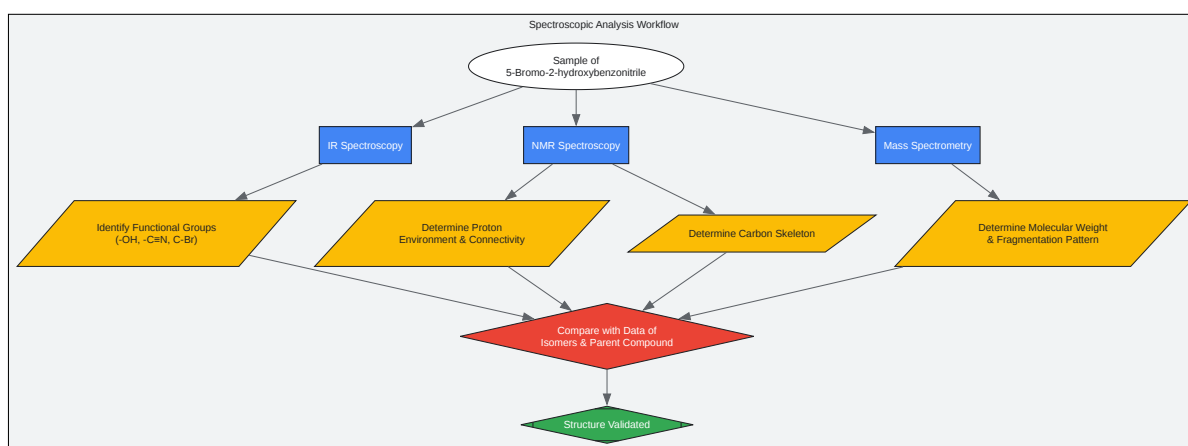 Spectroscopic Analysis Workflow
Sample of
5-Bromo-2-hydroxybenzonitrile
IR Spectroscopy
NMR Spectroscopy
Mass Spectrometry
Identify Functional Groups
(-OH, -C≡N, C-Br)
Determine Proton
Environment & Connectivity
Determine Carbon Skeleton
Determine Molecular Weight
& Fragmentation Pattern
Compare with Data of
Isomers & Parent Compound
Structure Validated